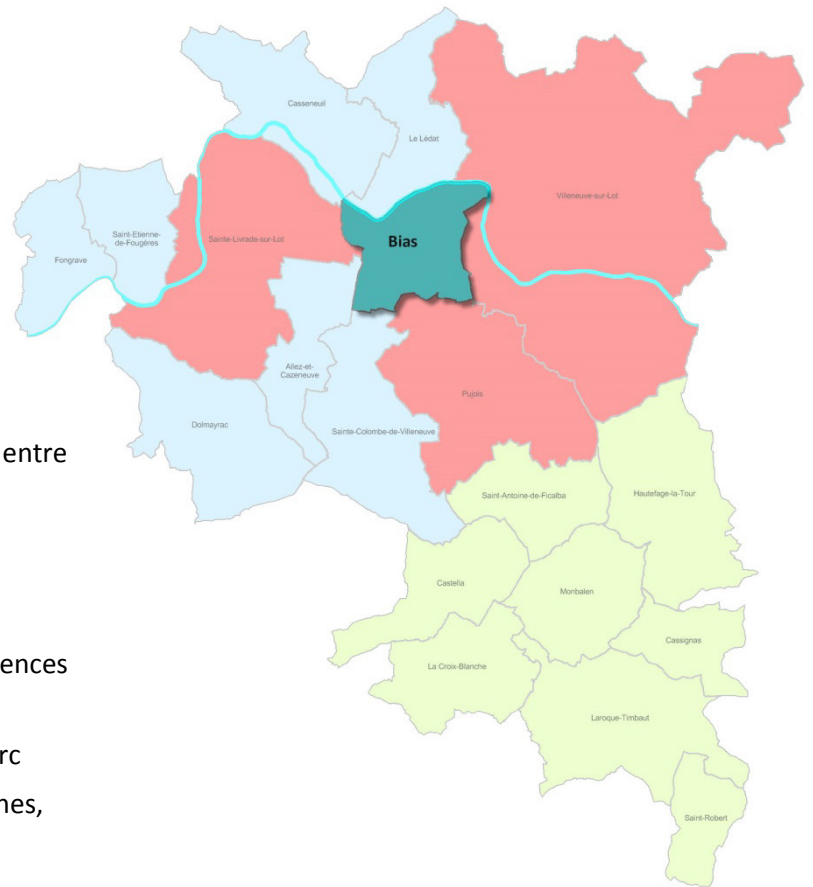 Casseneuil
Le Lédat
Villeneuve-sur-Lot
Saint-Etienne-
de-Fougères
Sainte-Livrade-sur-Lot
Bias
Fongrave
Allez-et-
Cazeneuve
Pujols
Dolmayrac
Sainte-Colombe-de-Villeneuve
entre
Saint-Antoine-de-Ficalba
Hautefage-la-Tour
Castella
Monbalen
Cassignas
La Croix-Blanche
ences
Laroque-Timbaut
rc
nes,
Saint-Robert